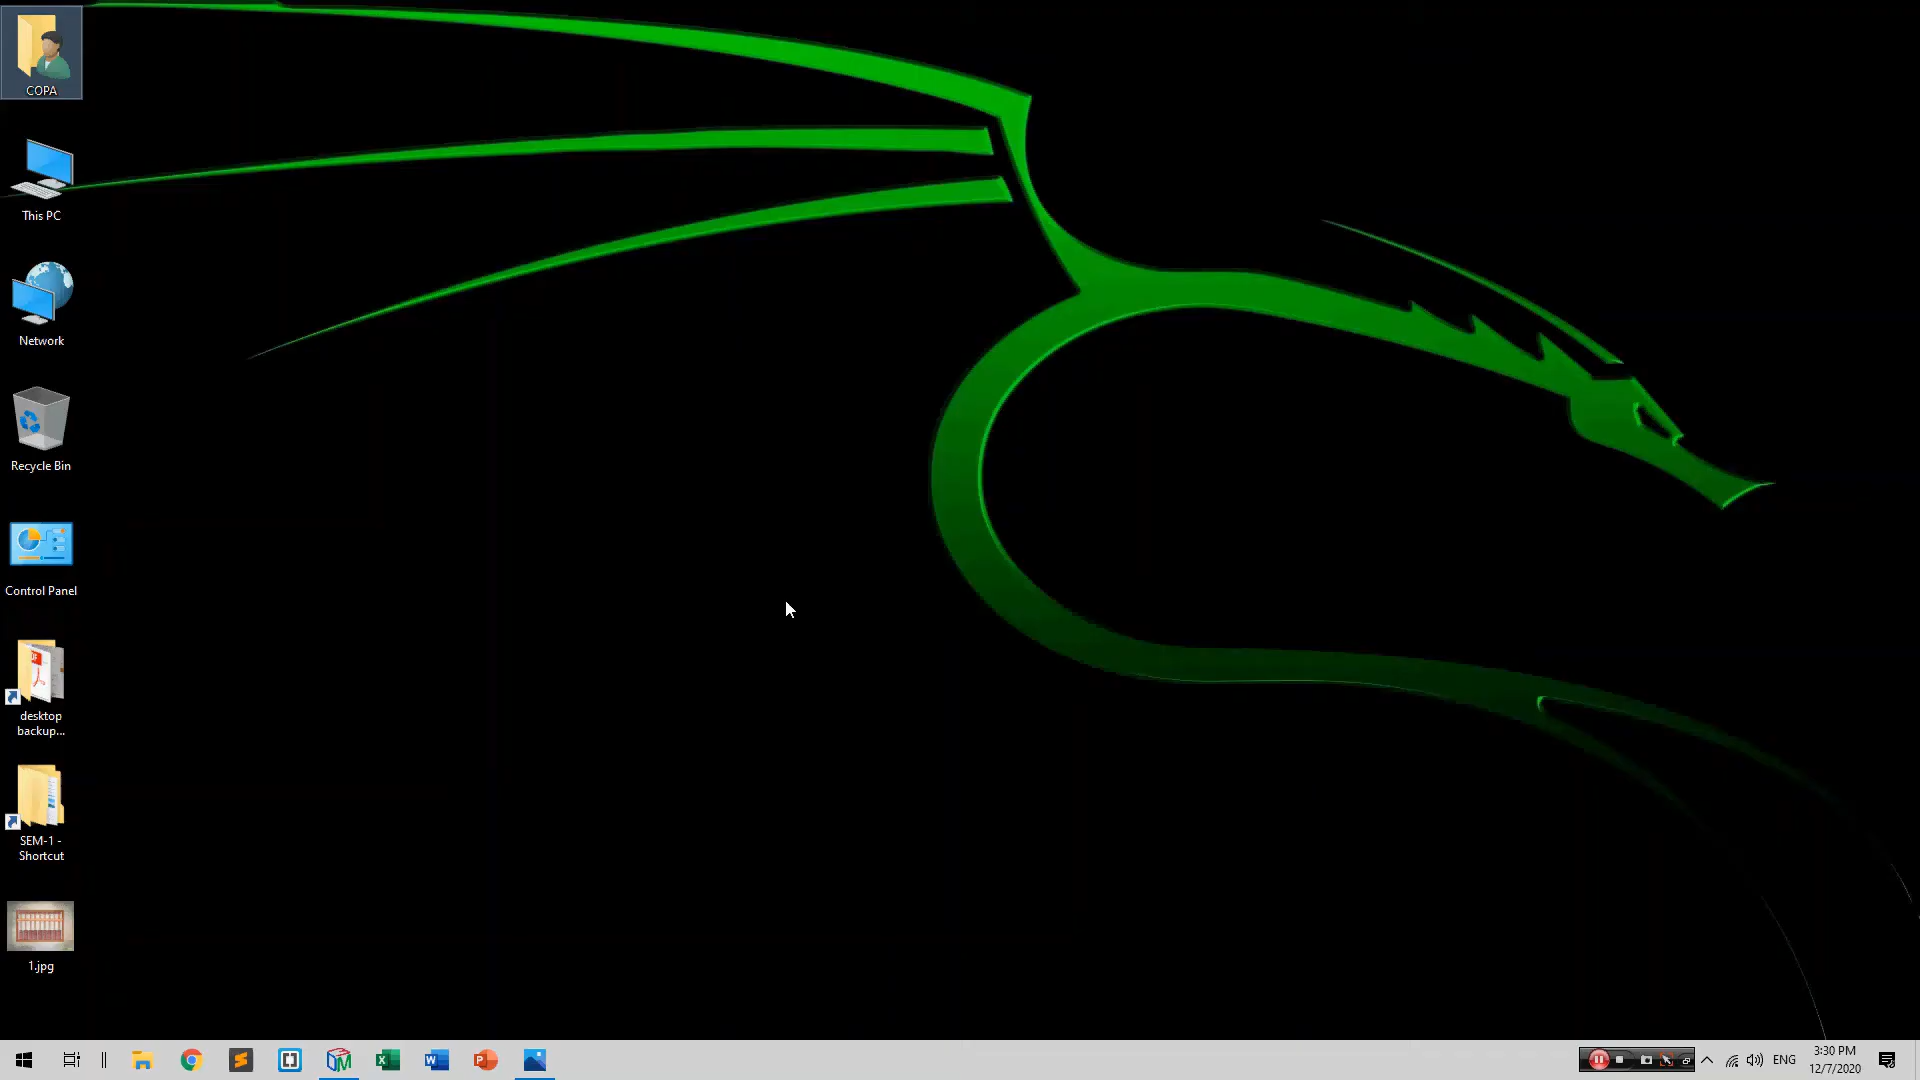 COPA
This PC
Network
Recycle Bin
Control Panel
desktop
backup...
SEM-1 -
Shortcut
1.jpg
ENG
3:30 PM
12/7/2020